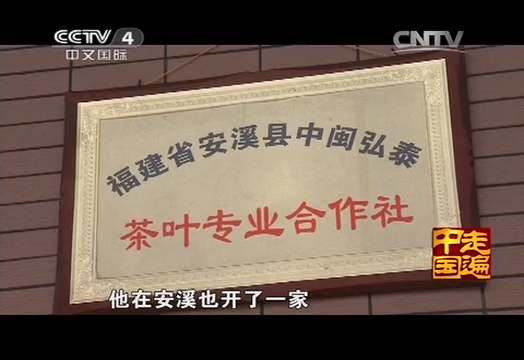 CCTV 4
中文国际
CNTV
福建省安溪县中闽弘泰
茶叶专业合作社
走遍
中国
他在安溪也开了一家